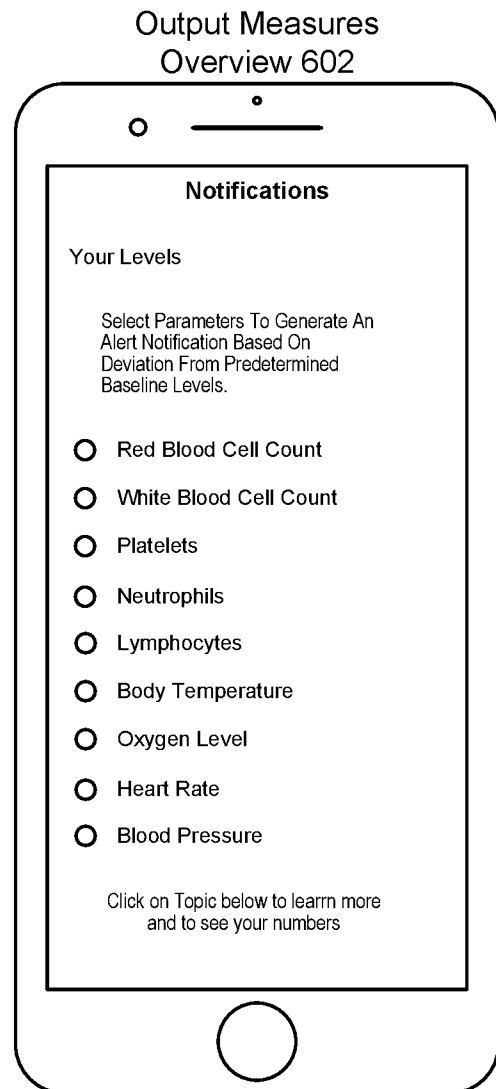 Output Measures
Overview 602
Notifications
Your Levels
Select Parameters To Generate An
Alert Notification Based On
Deviation From Predetermined
Baseline Levels.
Red Blood Cell Count
White Blood Cell Count
Platelets
Neutrophils
Lymphocytes
Body Temperature
Oxygen Level
Heart Rate
Blood Pressure
Click on Topic below to learrn more
and to see your numbers